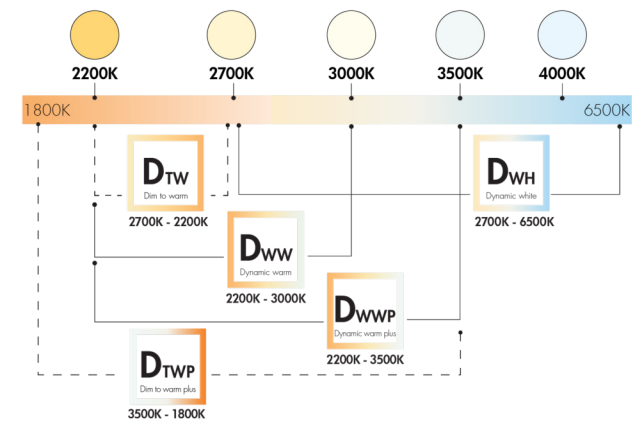 2200K 2700K 3000K 3500K 4000K
1800K 6500K
DTW
Dim to warm
2700K - 2200K
DWH
Dynamic white
2700K - 6500K
DWW
Dynamic warm
2200K - 3000K
DWWP
Dynamic warm plus
2200K - 3500K
DTWP
Dim to warm plus
3500K - 1800K